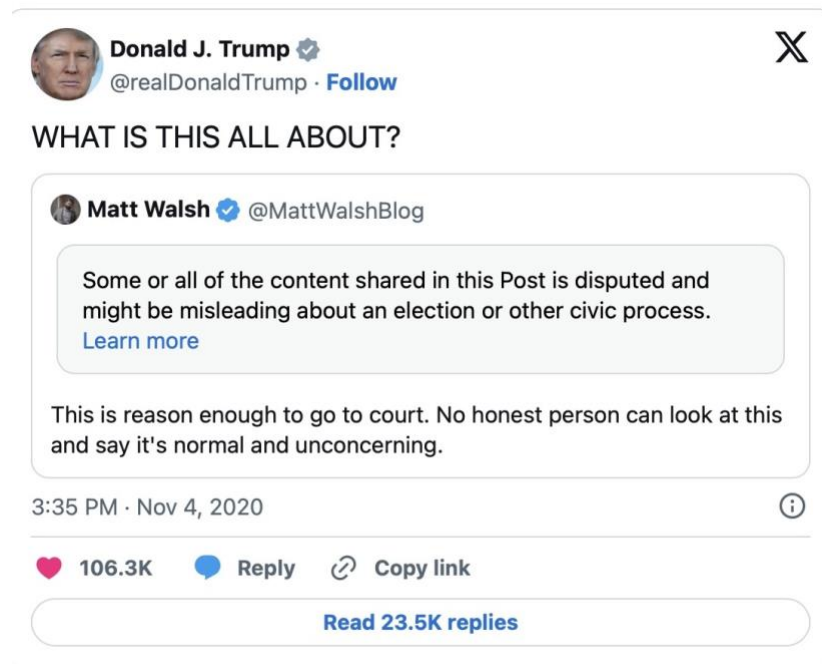 Donald J. Trump
@realDonaldTrump · Follow
WHAT IS THIS ALL ABOUT?
Matt Walsh @MattWalshBlog
Some or all of the content shared in this Post is disputed and
might be misleading about an election or other civic process.
Learn more
This is reason enough to go to court. No honest person can look at this
and say it's normal and unconcerning.
3:35 PM · Nov 4, 2020
106.3K Reply Copy link
Read 23.5K replies